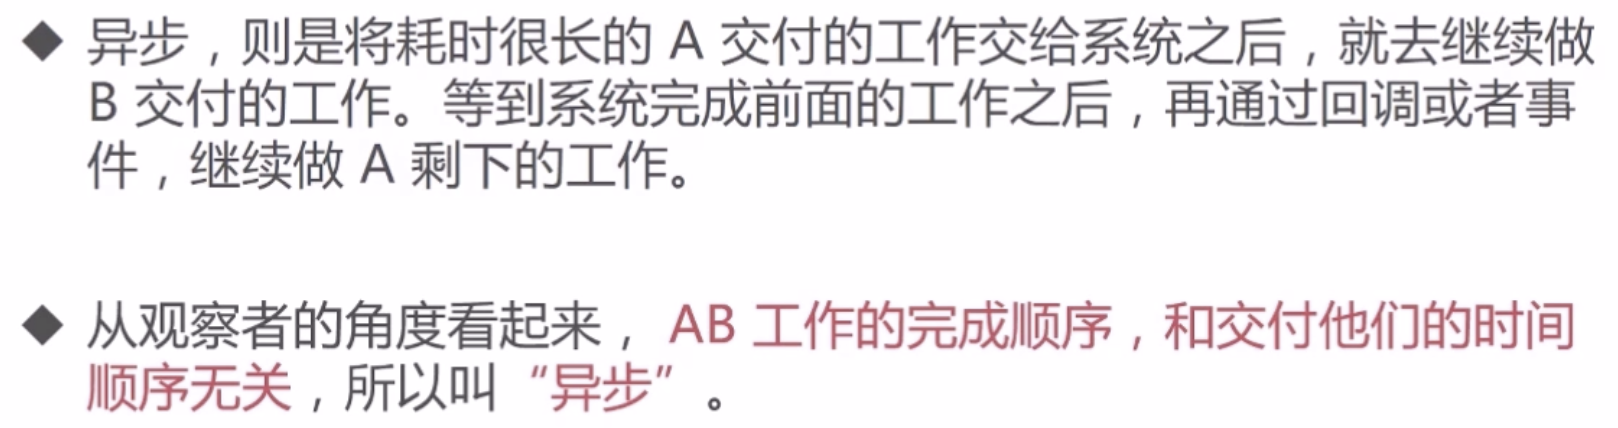 ◆ 异步，则是将耗时很长的 A 交付的工作交给系统之后，就去继续做
B 交付的工作。等到系统完成前面的工作之后，再通过回调或者事
件，继续做 A 剩下的工作。
◆ 从观察者的角度看起来， AB 工作的完成顺序，和交付他们的时间
顺序无关，所以叫 “异步” 。